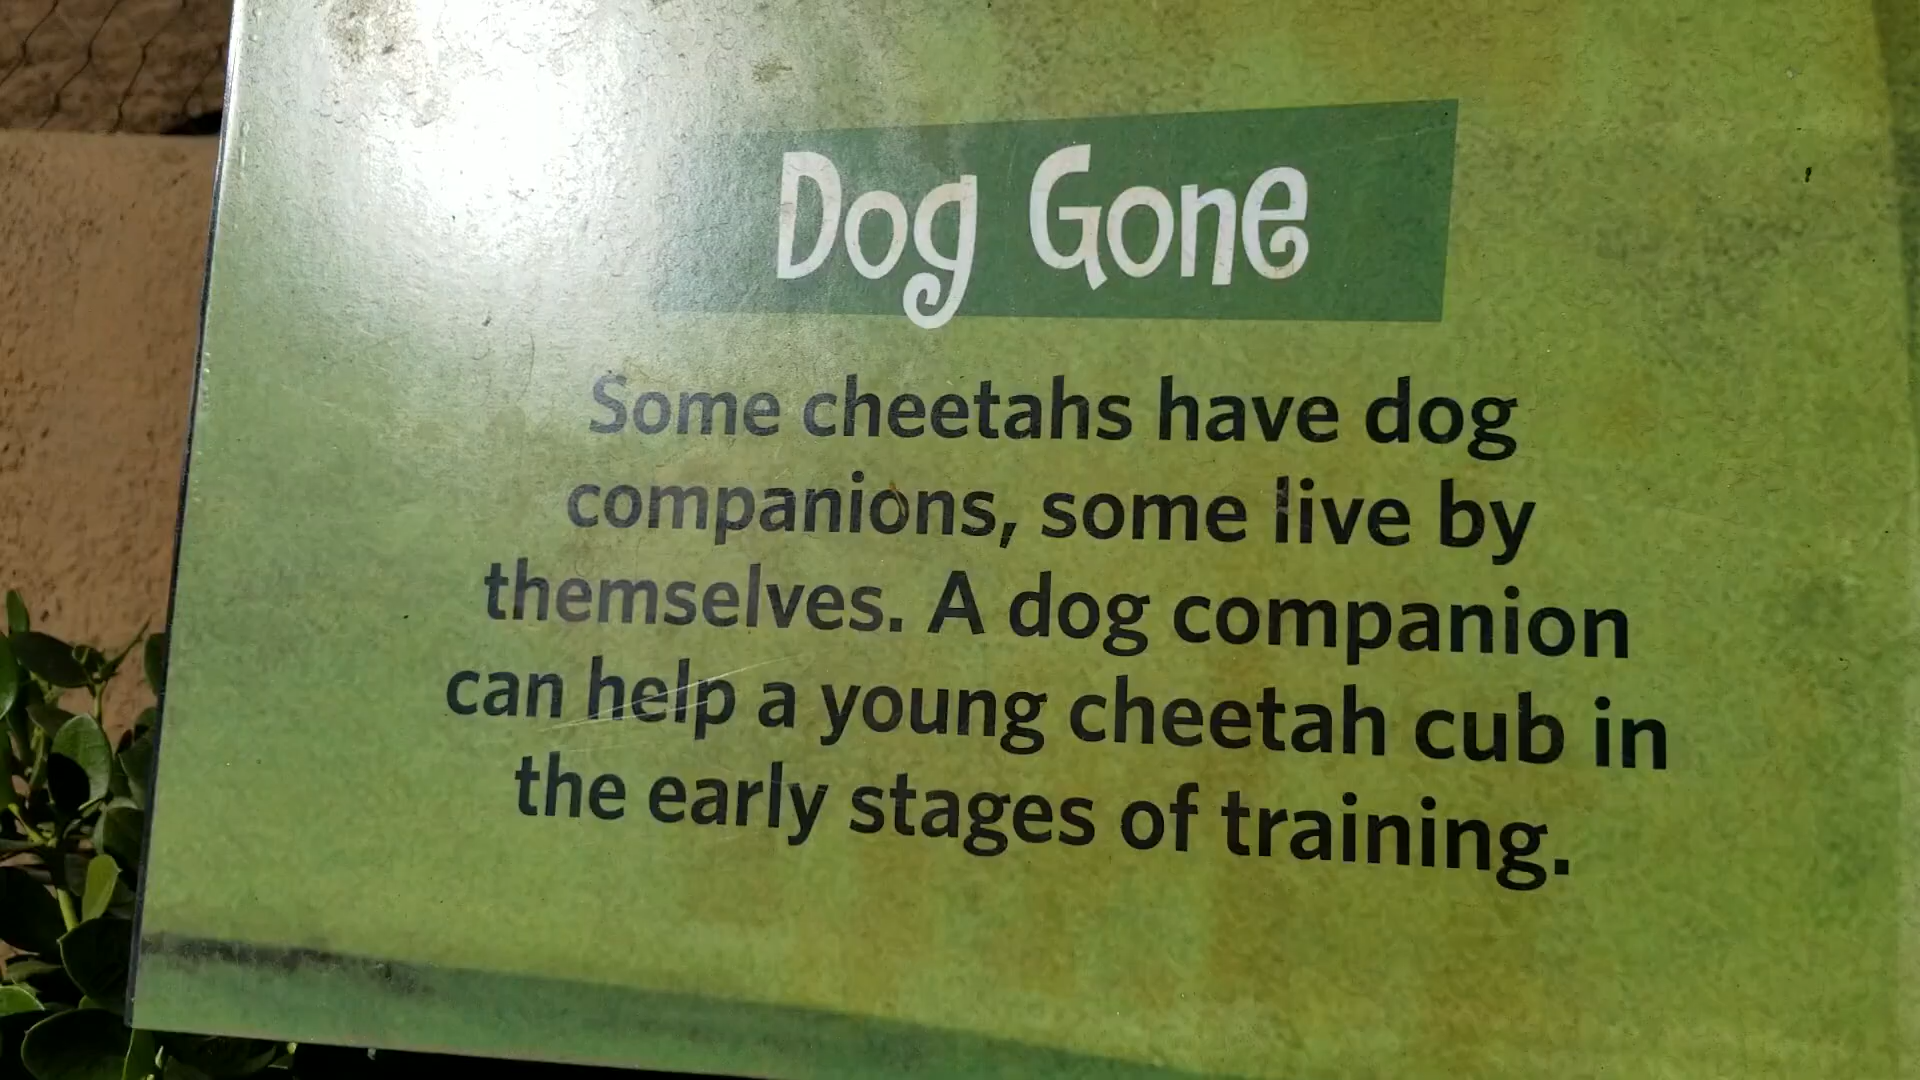 Dog Gone
Some cheetahs have dog
companions, some live by
themselves. A dog companion
can help a young cheetah cub in
the early stages of training.